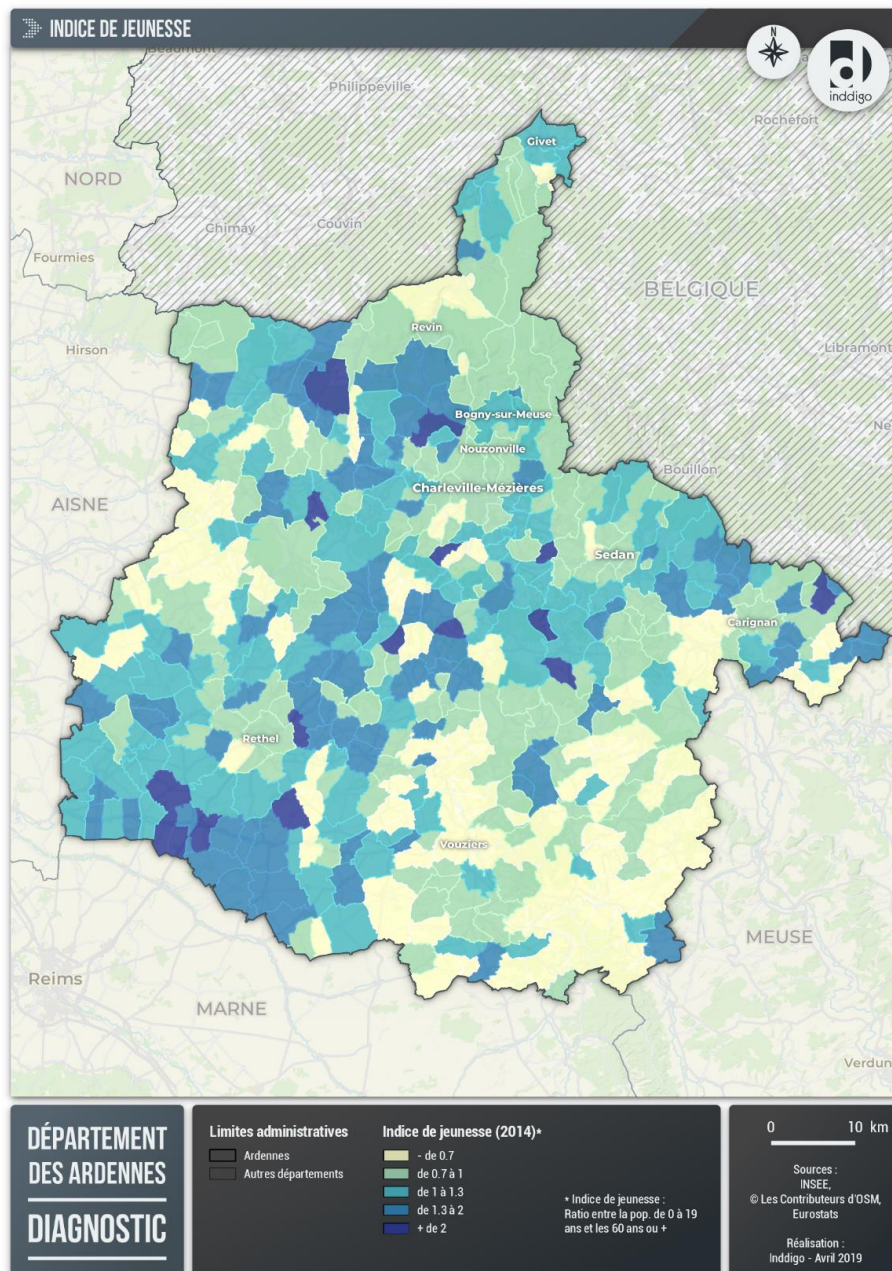 INDICE DE JEUNESSE
N
inddigo
Beaumont
Philippeville
Rochefort
Givet
NORD
Chimay
Couvin
Fourmies
BELGIQUE
Revin
Hirson
Libramont
Bogny-sur-Meuse
Ne
Nouzonville
Bouillon
Charleville-Mézières
AISNE
Sedan
Carignan
Rethel
Vouziers
MEUSE
Reims
MARNE
Verdun
DÉPARTEMENT
DES ARDENNES
DIAGNOSTIC
Limites administratives
Ardennes
Autres départements
Indice de jeunesse (2014)*
- de 0.7
de 0.7 à 1
de 1 à 1.3
de 1.3 à 2
+ de 2
* Indice de jeunesse :
Ratio entre la pop. de 0 à 19
ans et les 60 ans ou +
0 10 km
Sources :
INSEE,
© Les Contributeurs d'OSM,
Eurostats
Réalisation :
Inddigo - Avril 2019